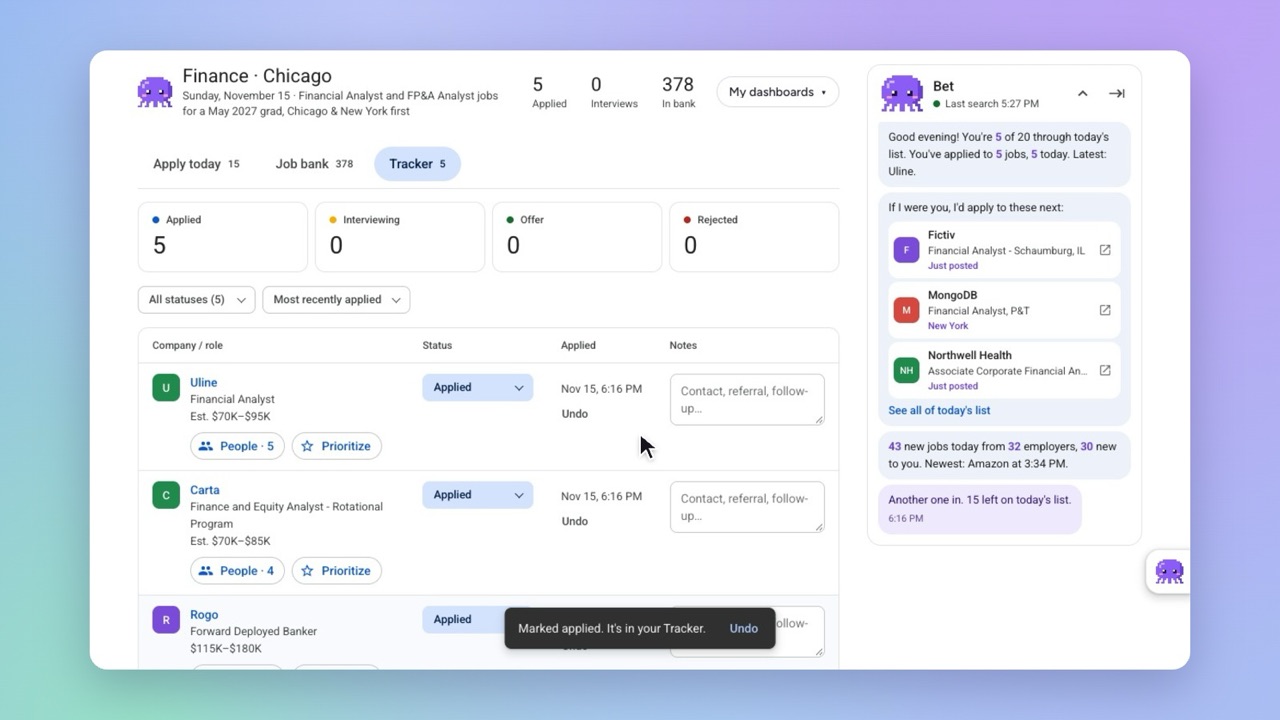 Finance · Chicago
Sunday, November 15 · Financial Analyst and FP&A Analyst jobs
for a May 2027 grad, Chicago & New York first
5
Applied
0
Interviews
378
In bank
My dashboards
Apply today 15
Job bank 378
Tracker 5
Applied
5
Interviewing
0
Offer
0
Rejected
0
All statuses (5)
Most recently applied
Company / role
Status
Applied
Notes
U
Uline
Financial Analyst
Est. $70K–$95K
People · 5
Prioritize
Applied
Nov 15, 6:16 PM
Undo
Contact, referral, follow-
up...
C
Carta
Finance and Equity Analyst - Rotational
Program
Est. $70K–$85K
People · 4
Prioritize
Applied
Nov 15, 6:16 PM
Undo
Contact, referral, follow-
up...
R
Rogo
Forward Deployed Banker
$115K–$180K
Applied
ollow-
Marked applied. It's in your Tracker.
Undo
Bet
Last search 5:27 PM
Good evening! You're 5 of 20 through today's
list. You've applied to 5 jobs, 5 today. Latest:
Uline.
If I were you, I'd apply to these next:
F
Fictiv
Financial Analyst - Schaumburg, IL
Just posted
M
MongoDB
Financial Analyst, P&T
New York
NH
Northwell Health
Associate Corporate Financial An...
Just posted
See all of today's list
43 new jobs today from 32 employers, 30 new
to you. Newest: Amazon at 3:34 PM.
Another one in. 15 left on today's list.
6:16 PM